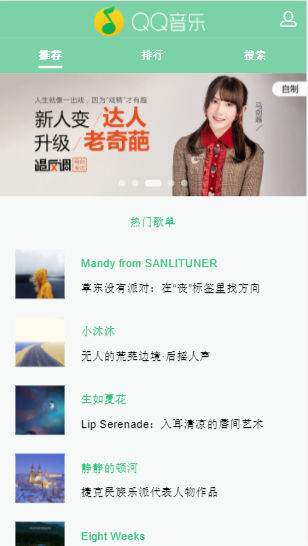 QQ音乐
推荐
排行
搜索
自制
人生就像一出戏，因为“戏精”才有趣
新人变 达人
升级 老奇葩
唱反调
热门歌单
Mandy from SANLITUNER
草东没有派对：在“丧”标签里找方向
小沐沐
无人的荒芜边境·后摇人声
生如夏花
Lip Serenade：入耳清凉的唇间艺术
静静的顿河
捷克民族乐派代表人物作品
Eight Weeks